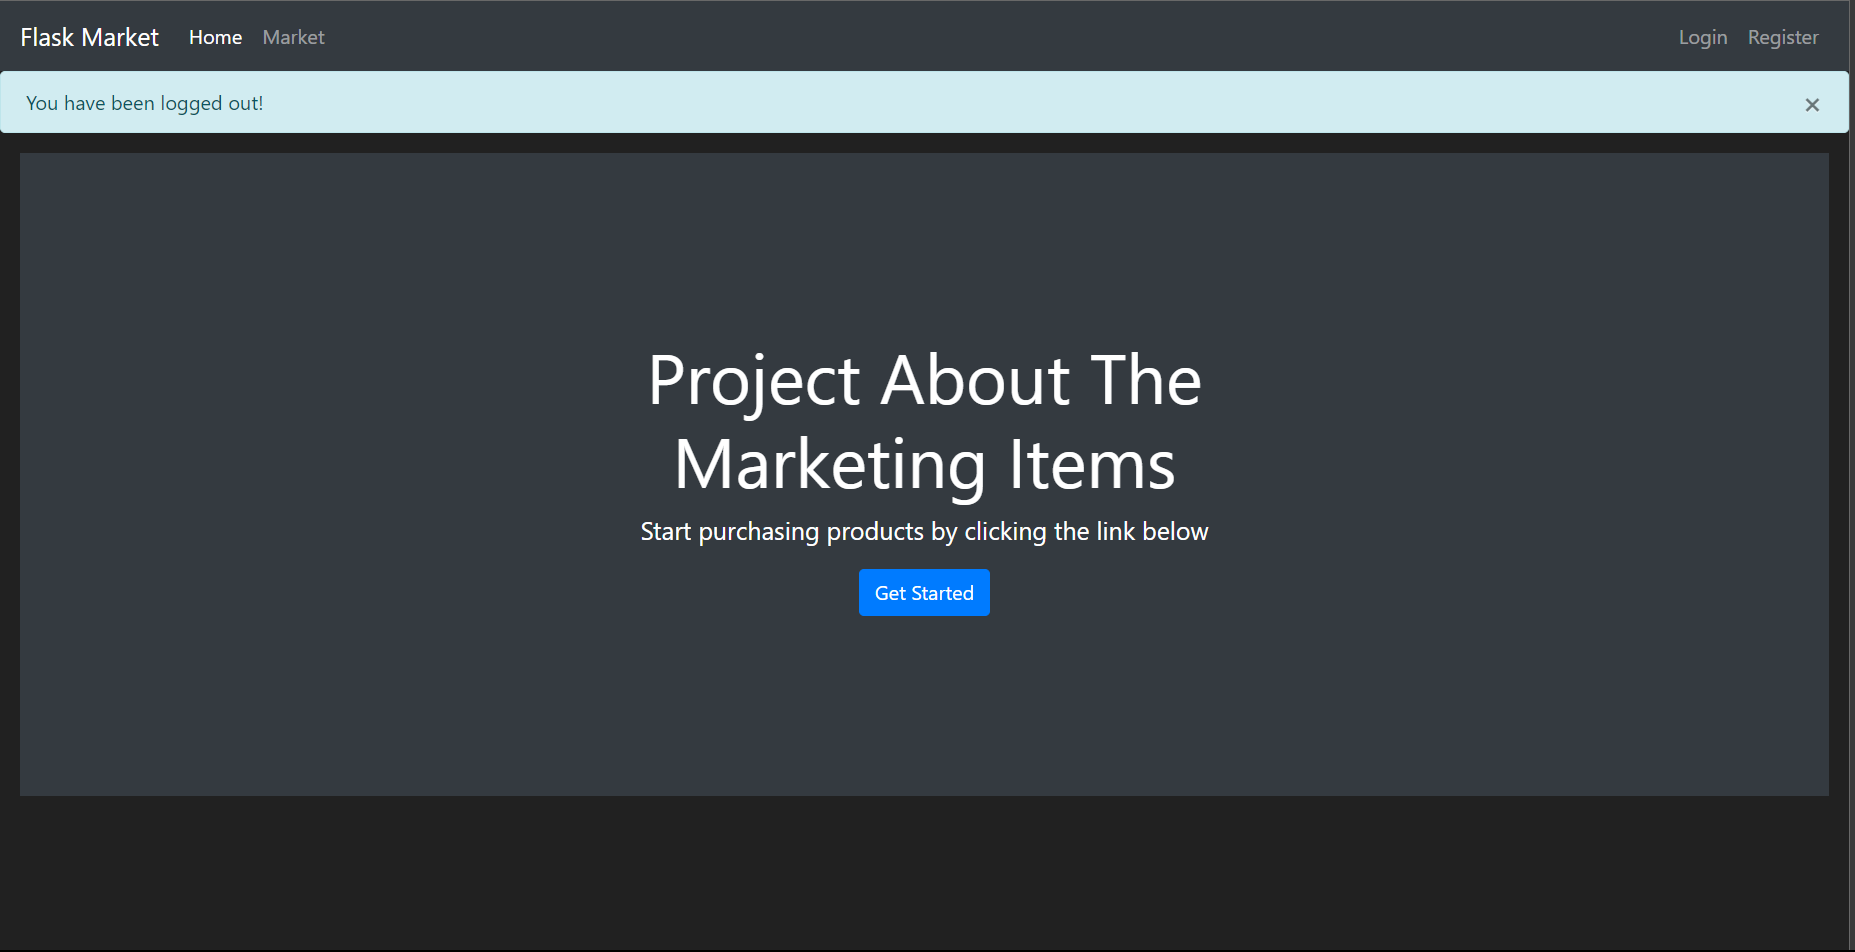 Flask Market Home Market Login Register
You have been logged out! ×
Project About The
Marketing Items
Start purchasing products by clicking the link below
Get Started